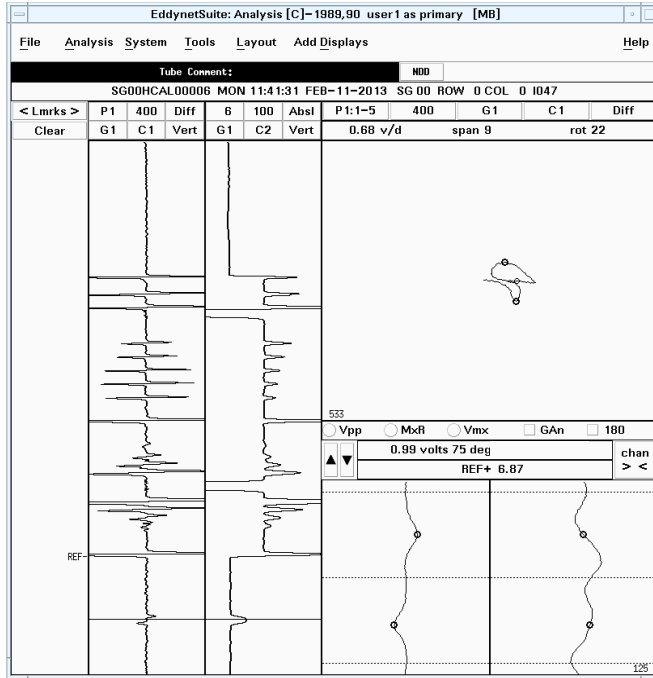 EddynetSuite: Analysis [C]-1989,90 user1 as primary [MB]
File Analysis System Tools Layout Add Displays Help
Tube Comment: NDD
SG00HCAL00006 MON 11:41:31 FEB-11-2013 SG 00 ROW 0 COL 0 I047
< Lmrks > P1 400 Diff 6 100 Absl P1:1-5 400 G1 C1 Diff
Clear G1 C1 Vert G1 C2 Vert 0.68 v/d span 9 rot 22
533
Vpp MxR Vmx GAn 180
0.99 volts 75 deg chan
REF+ 6.87 > <
REF
125